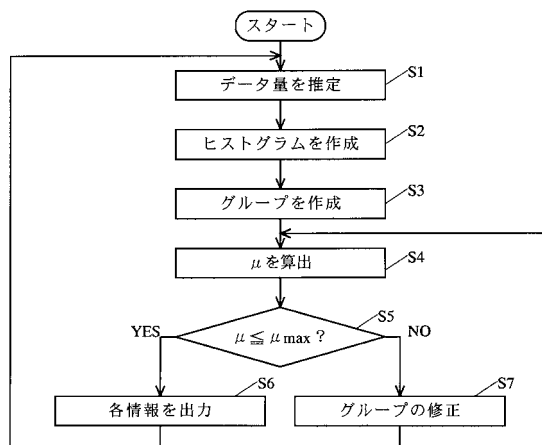 スタート
データ量を推定
S1
ヒストグラムを作成
S2
グループを作成
S3
μを算出
S4
μ≦μmax？
S5
YES
NO
各情報を出力
S6
グループの修正
S7